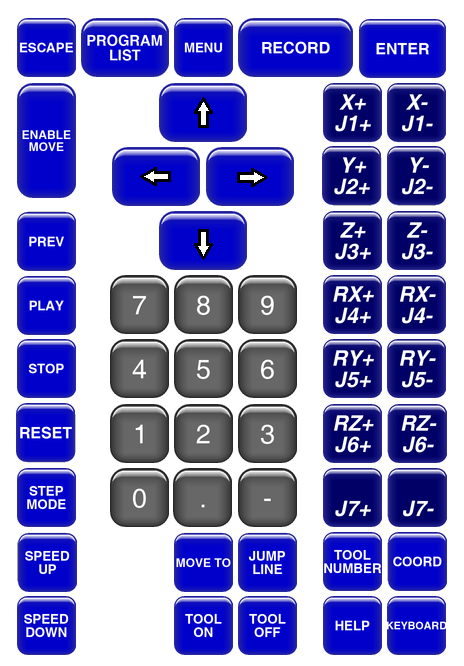 ESCAPE
PROGRAM
LIST
MENU
RECORD
ENTER
ENABLE
MOVE
X+
J1+
X-
J1-
Y+
J2+
Y-
J2-
PREV
Z+
J3+
Z-
J3-
PLAY
7
8
9
RX+
J4+
RX-
J4-
STOP
4
5
6
RY+
J5+
RY-
J5-
RESET
1
2
3
RZ+
J6+
RZ-
J6-
STEP
MODE
0
.
-
J7+
J7-
SPEED
UP
MOVE TO
JUMP
LINE
TOOL
NUMBER
COORD
SPEED
DOWN
TOOL
ON
TOOL
OFF
HELP
KEYBOARD